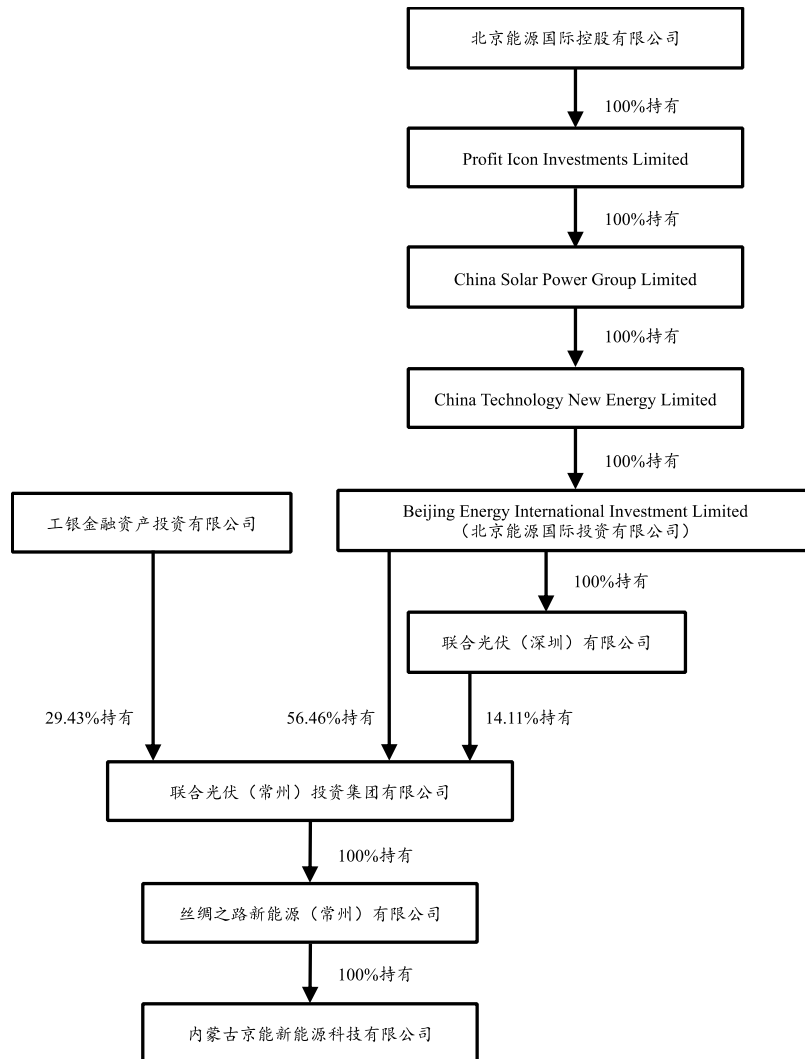 北京能源国际控股有限公司
100%持有
Profit Icon Investments Limited
100%持有
China Solar Power Group Limited
100%持有
China Technology New Energy Limited
100%持有
工银金融资产投资有限公司
Beijing Energy International Investment Limited
（北京能源国际投资有限公司）
100%持有
联合光伏（深圳）有限公司
29.43%持有
56.46%持有
14.11%持有
联合光伏（常州）投资集团有限公司
100%持有
丝绸之路新能源（常州）有限公司
100%持有
内蒙古京能新能源科技有限公司